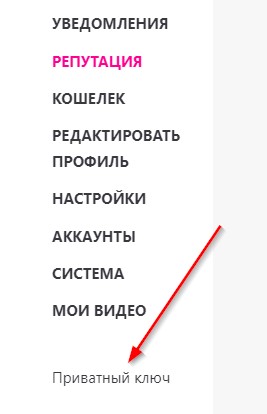 УВЕДОМЛЕНИЯ
РЕПУТАЦИЯ
КОШЕЛЕК
РЕДАКТИРОВАТЬ
ПРОФИЛЬ
НАСТРОЙКИ
АККАУНТЫ
СИСТЕМА
МОИ ВИДЕО
Приватный ключ